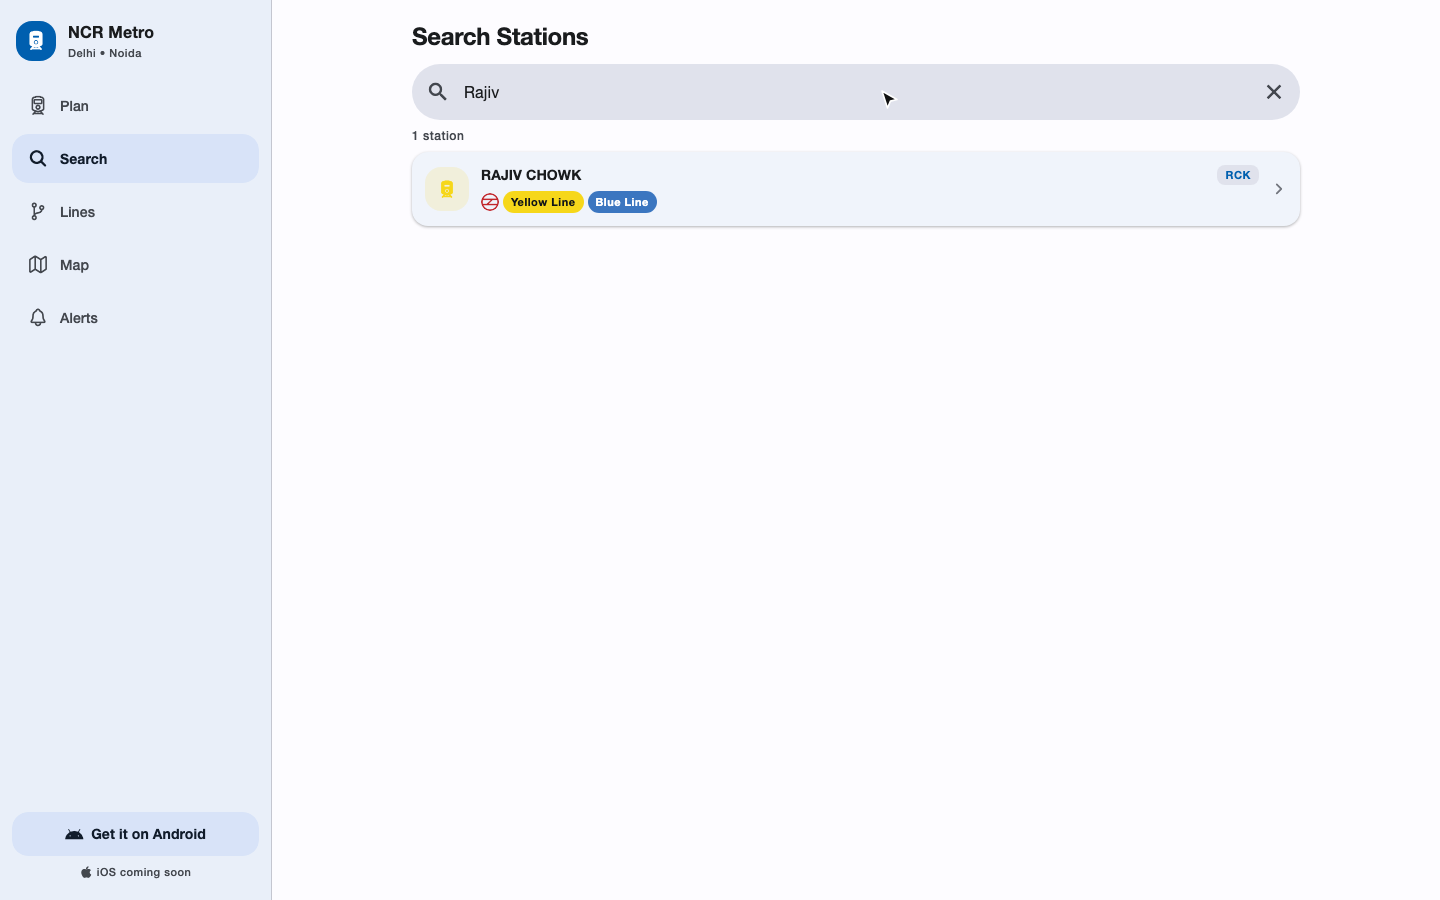 NCR Metro
Delhi • Noida
Plan
Search
Lines
Map
Alerts
Get it on Android
iOS coming soon
Search Stations
Rajiv
1 station
RAJIV CHOWK
RCK
Yellow Line
Blue Line